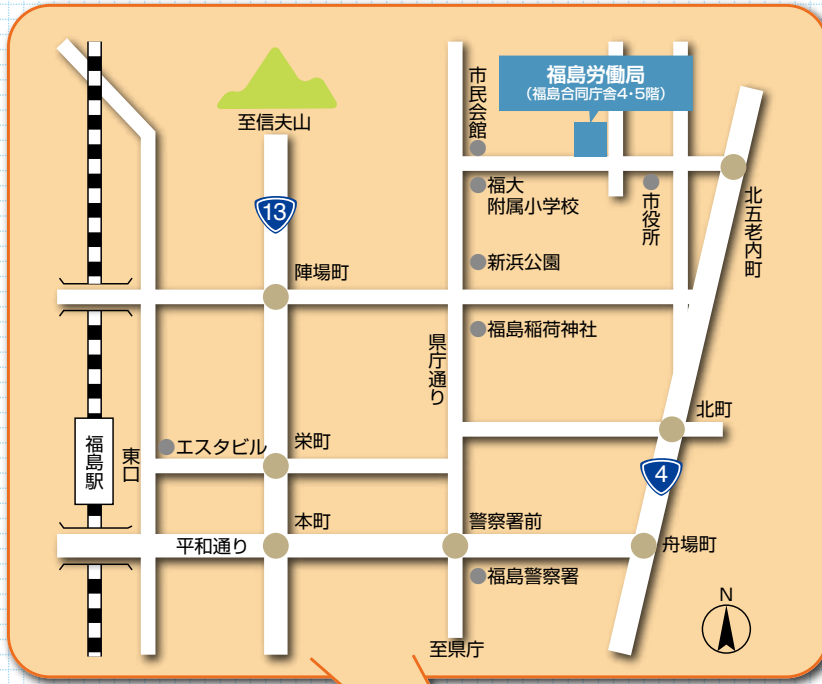 福島労働局
（福島合同庁舎4・5階）
市民会館
至信夫山
13
福大
附属小学校
市役所
北五老内町
新浜公園
陣場町
福島稲荷神社
県庁通り
北町
栄町
エスタビル
東口
福島駅
4
本町
警察署前
平和通り
舟場町
福島警察署
N
至県庁